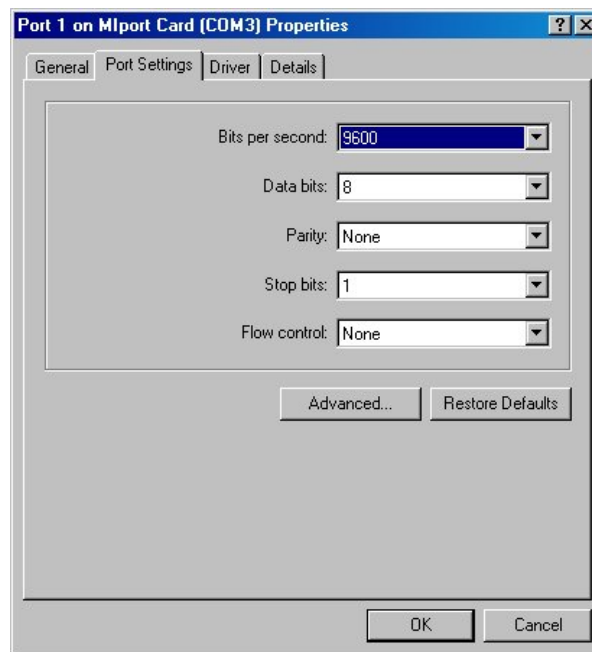 Port 1 on MIport Card (COM3) Properties
General Port Settings Driver Details
Bits per second: 9600
Data bits: 8
Parity: None
Stop bits: 1
Flow control: None
Advanced... Restore Defaults
OK Cancel